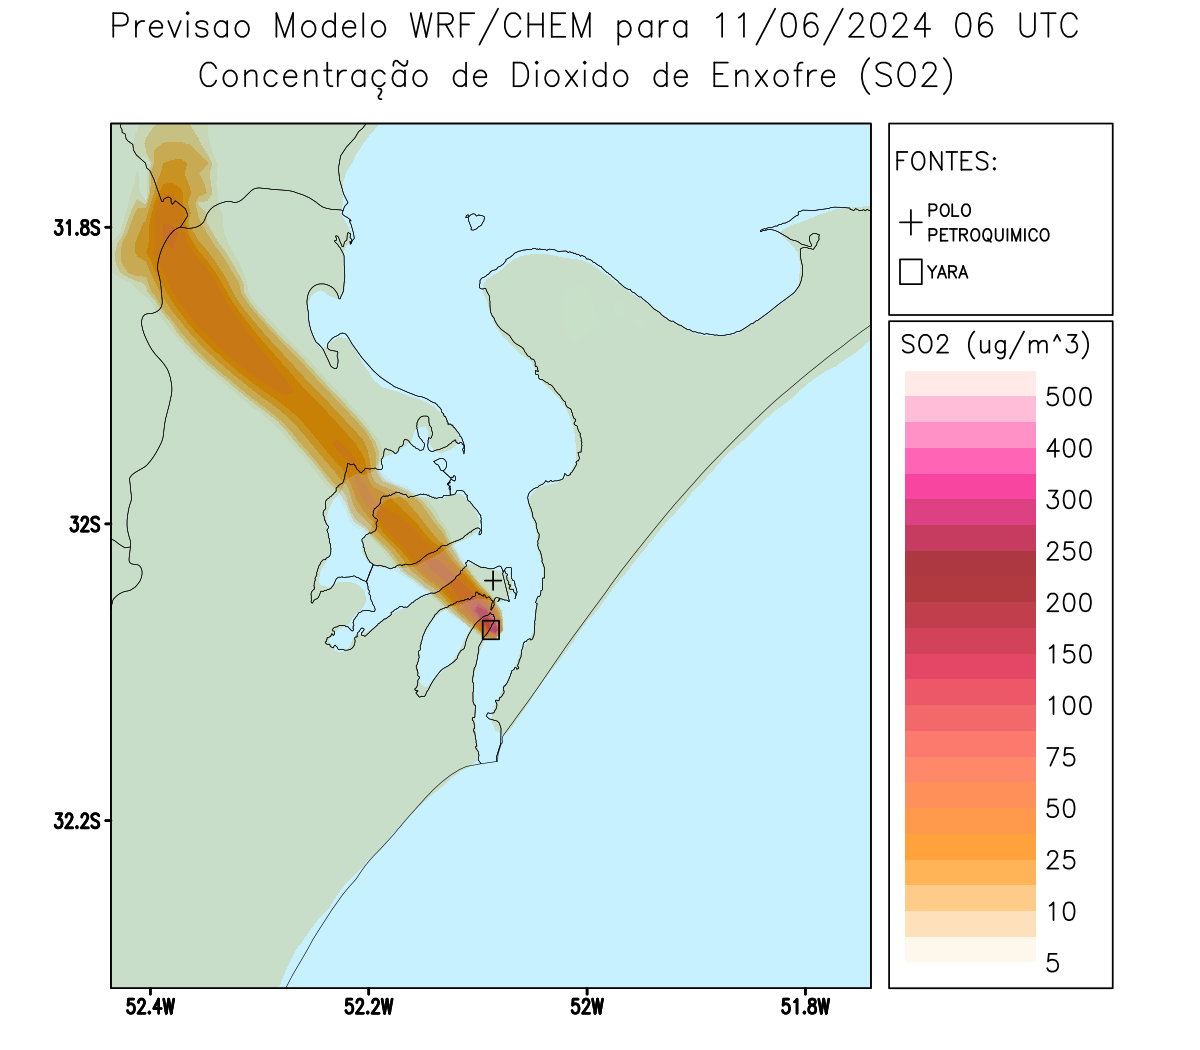 Previsao Modelo WRF/CHEM para 11/06/2024 06 UTC
Concentração de Dioxido de Enxofre (SO2)
FONTES:
POLO
PETROQUIMICO
YARA
SO2 (ug/m^3)
500
400
300
250
200
150
100
75
50
25
10
5
31.8S
32S
32.2S
52.4W
52.2W
52W
51.8W